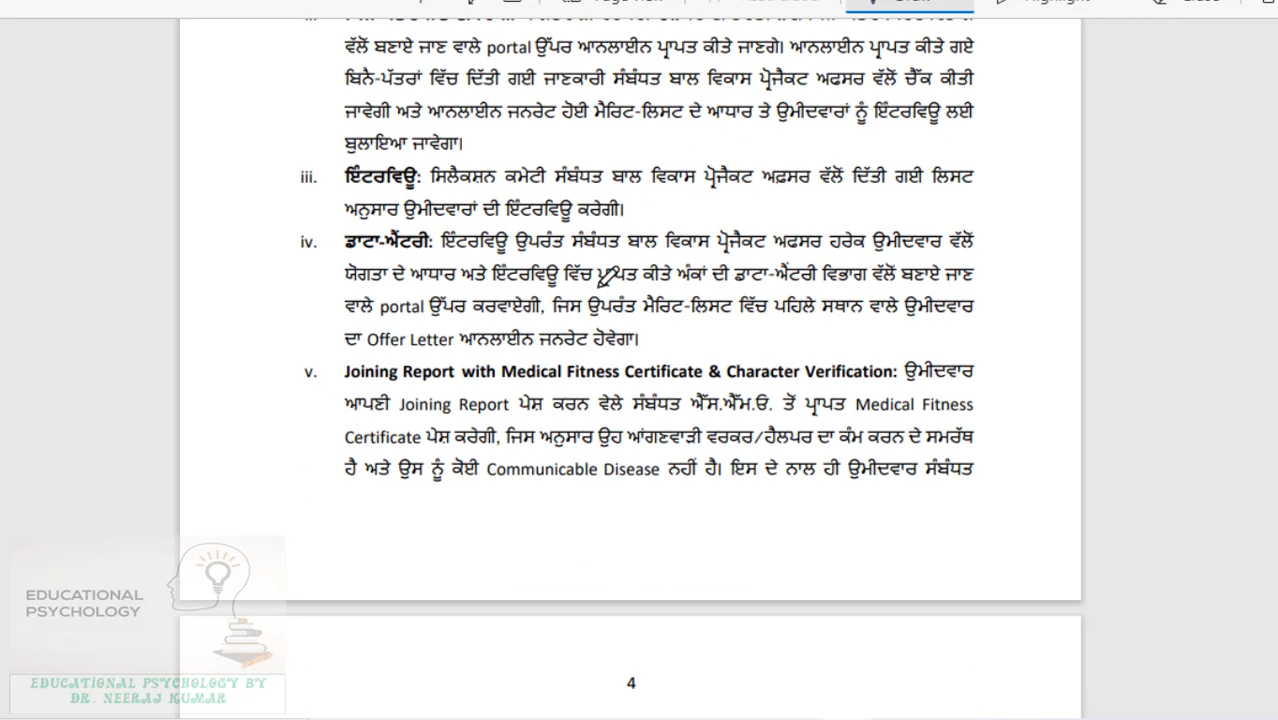 Page view
Draw
Highlight
Erase
ਵੱਲੋਂ ਬਣਾਏ ਜਾਣ ਵਾਲੇ portal ਉੱਪਰ ਆਨਲਾਈਨ ਪ੍ਰਾਪਤ ਕੀਤੇ ਜਾਣਗੇ। ਆਨਲਾਈਨ ਪ੍ਰਾਪਤ ਕੀਤੇ ਗਏ
ਬਿਨੈ-ਪੱਤਰਾਂ ਵਿੱਚ ਦਿੱਤੀ ਗਈ ਜਾਣਕਾਰੀ ਸੰਬੰਧਤ ਬਾਲ ਵਿਕਾਸ ਪ੍ਰੋਜੈਕਟ ਅਫਸਰ ਵੱਲੋਂ ਚੈੱਕ ਕੀਤੀ
ਜਾਵੇਗੀ ਅਤੇ ਆਨਲਾਈਨ ਜਨਰੇਟ ਹੋਈ ਮੈਰਿਟ-ਲਿਸਟ ਦੇ ਆਧਾਰ ਤੇ ਉਮੀਦਵਾਰਾਂ ਨੂੰ ਇੰਟਰਵਿਊ ਲਈ
ਬੁਲਾਇਆ ਜਾਵੇਗਾ।
iii. ਇੰਟਰਵਿਊ: ਸਿਲੈਕਸ਼ਨ ਕਮੇਟੀ ਸੰਬੰਧਤ ਬਾਲ ਵਿਕਾਸ ਪ੍ਰੋਜੈਕਟ ਅਫ਼ਸਰ ਵੱਲੋਂ ਦਿੱਤੀ ਗਈ ਲਿਸਟ
ਅਨੁਸਾਰ ਉਮੀਦਵਾਰਾਂ ਦੀ ਇੰਟਰਵਿਊ ਕਰੇਗੀ।
iv. ਡਾਟਾ-ਐਂਟਰੀ: ਇੰਟਰਵਿਊ ਉਪਰੰਤ ਸੰਬੰਧਤ ਬਾਲ ਵਿਕਾਸ ਪ੍ਰੋਜੈਕਟ ਅਫਸਰ ਹਰੇਕ ਉਮੀਦਵਾਰ ਵੱਲੋਂ
ਯੋਗਤਾ ਦੇ ਆਧਾਰ ਅਤੇ ਇੰਟਰਵਿਊ ਵਿੱਚ ਪ੍ਰਾਪਤ ਕੀਤੇ ਅੰਕਾਂ ਦੀ ਡਾਟਾ-ਐਂਟਰੀ ਵਿਭਾਗ ਵੱਲੋਂ ਬਣਾਏ ਜਾਣ
ਵਾਲੇ portal ਉੱਪਰ ਕਰਵਾਏਗੀ, ਜਿਸ ਉਪਰੰਤ ਮੈਰਿਟ-ਲਿਸਟ ਵਿੱਚ ਪਹਿਲੇ ਸਥਾਨ ਵਾਲੇ ਉਮੀਦਵਾਰ
ਦਾ Offer Letter ਆਨਲਾਈਨ ਜਨਰੇਟ ਹੋਵੇਗਾ।
v. Joining Report with Medical Fitness Certificate & Character Verification: ਉਮੀਦਵਾਰ
ਆਪਣੀ Joining Report ਪੇਸ਼ ਕਰਨ ਵੇਲੇ ਸੰਬੰਧਤ ਐੱਸ.ਐੱਮ.ਓ. ਤੋਂ ਪ੍ਰਾਪਤ Medical Fitness
Certificate ਪੇਸ਼ ਕਰੇਗੀ, ਜਿਸ ਅਨੁਸਾਰ ਉਹ ਆਂਗਣਵਾੜੀ ਵਰਕਰ/ਹੈਲਪਰ ਦਾ ਕੰਮ ਕਰਨ ਦੇ ਸਮਰੱਥ
ਹੈ ਅਤੇ ਉਸ ਨੂੰ ਕੋਈ Communicable Disease ਨਹੀਂ ਹੈ। ਇਸ ਦੇ ਨਾਲ ਹੀ ਉਮੀਦਵਾਰ ਸੰਬੰਧਤ
EDUCATIONAL
PSYCHOLOGY
EDUCATIONAL PSYCHOLOGY BY
DR. NEERAJ KUMAR
4